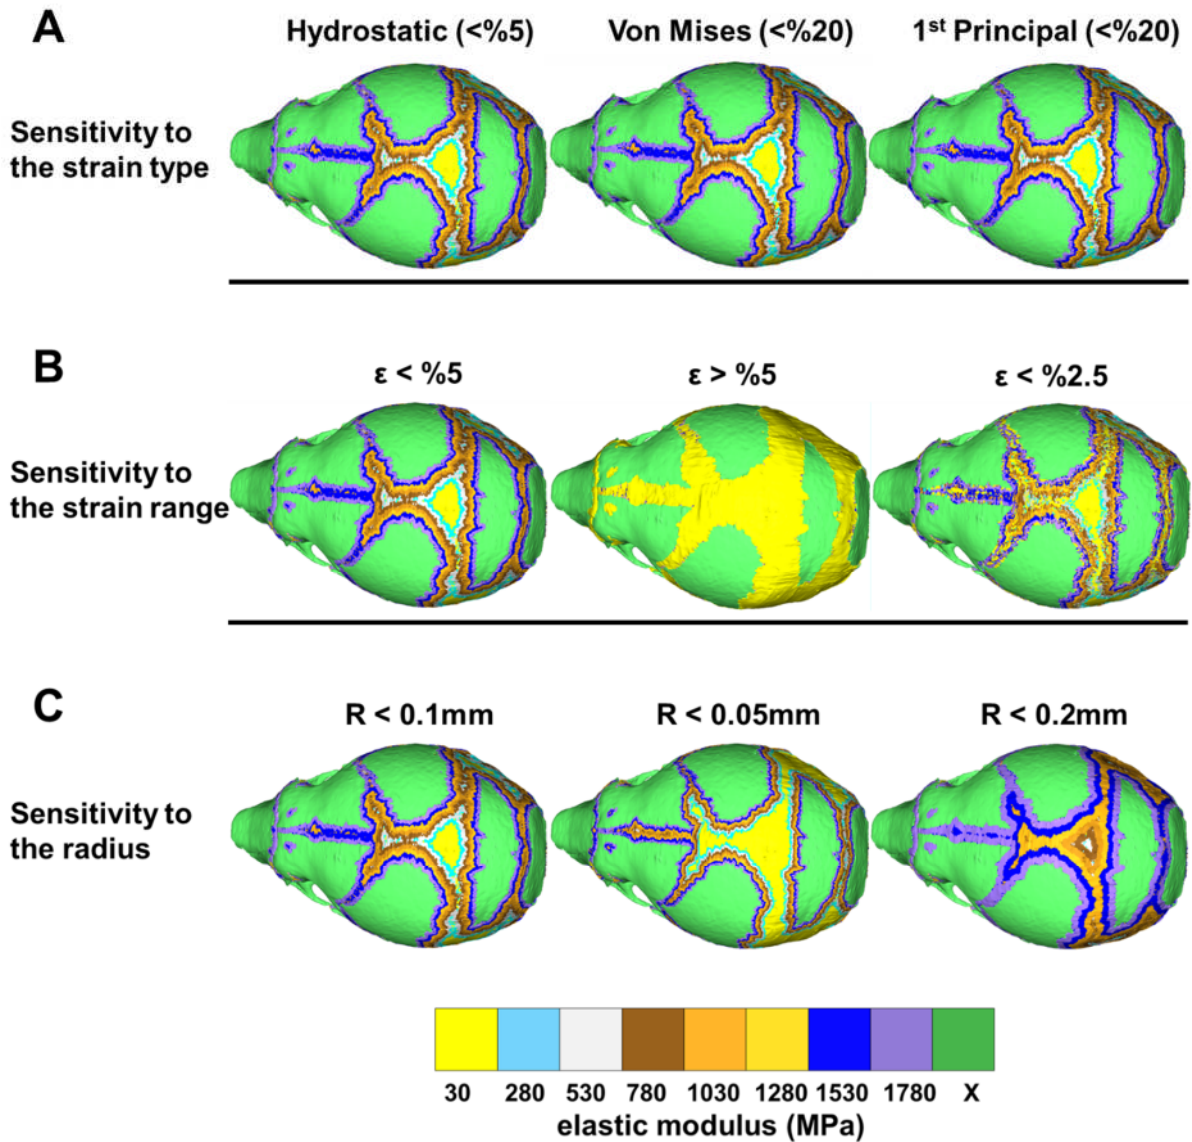 A
Hydrostatic (<%5)
Von Mises (<%20)
1st Principal (<%20)
Sensitivity to
the strain type
B
ε < %5
ε > %5
ε < %2.5
Sensitivity to
the strain range
C
R < 0.1mm
R < 0.05mm
R < 0.2mm
Sensitivity to
the radius
30 280 530 780 1030 1280 1530 1780 X
elastic modulus (MPa)